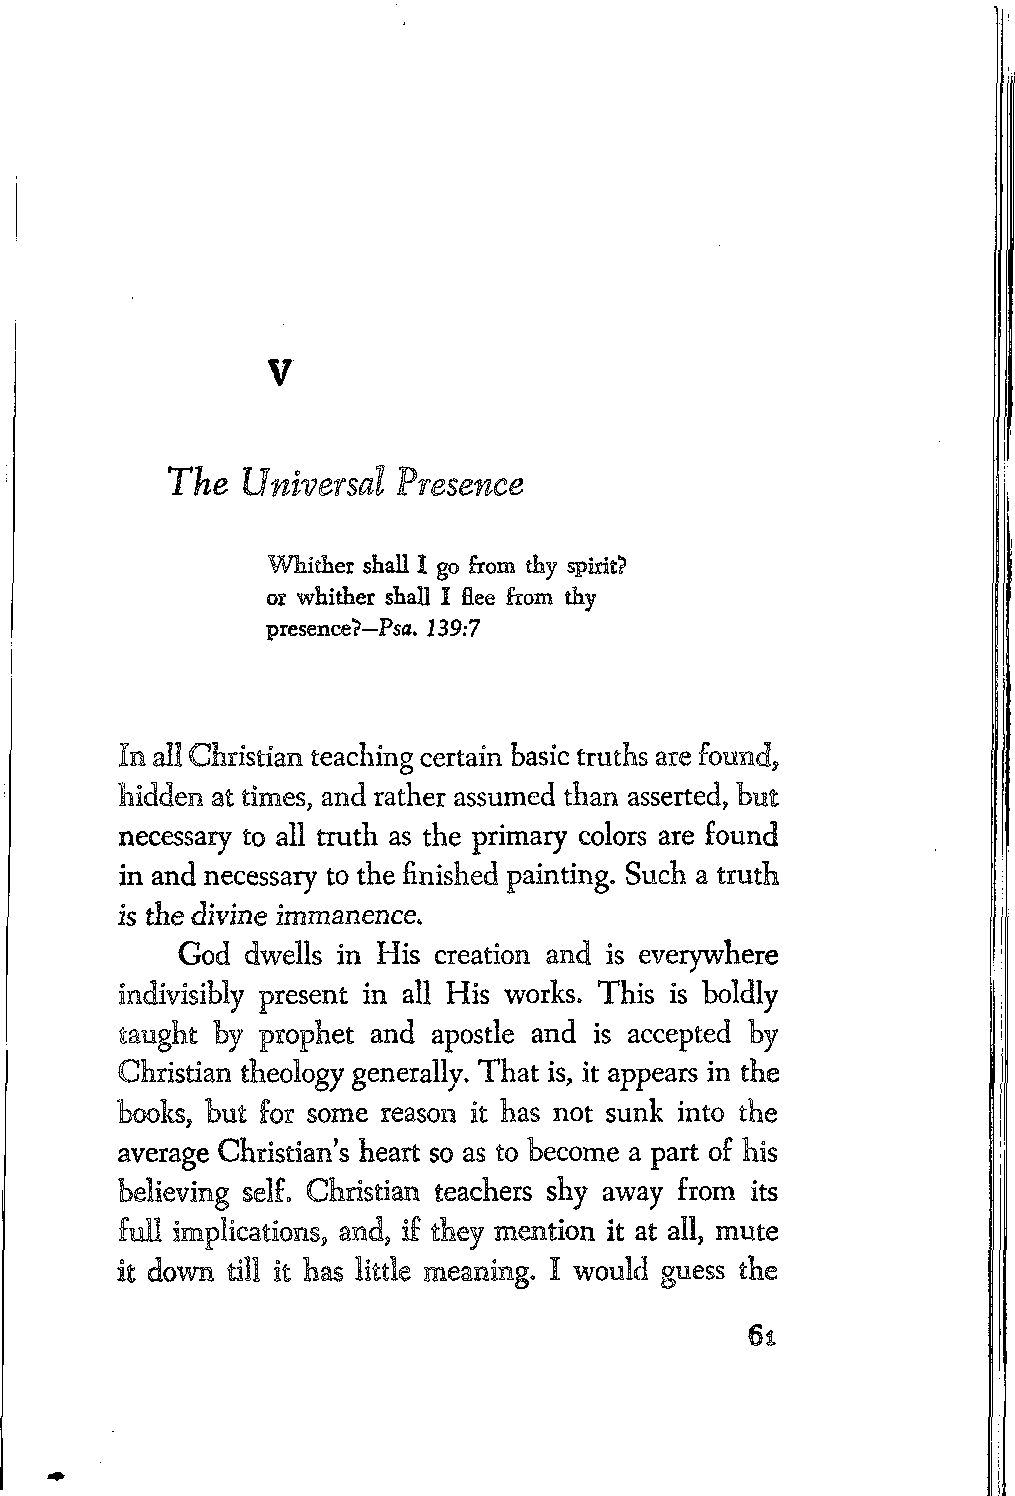 V
The Universal Presence
Whither shall I go from thy spirit?
or whither shall I flee from thy
presence?—Psa. 139:7
In all Christian teaching certain basic truths are found,
hidden at times, and rather assumed than asserted, but
necessary to all truth as the primary colors are found
in and necessary to the finished painting. Such a truth
is the divine immanence.
God dwells in His creation and is everywhere
indivisibly present in all His works. This is boldly
taught by prophet and apostle and is accepted by
Christian theology generally. That is, it appears in the
books, but for some reason it has not sunk into the
average Christian's heart so as to become a part of his
believing self. Christian teachers shy away from its
full implications, and, if they mention it at all, mute
it down till it has little meaning. I would guess the
61